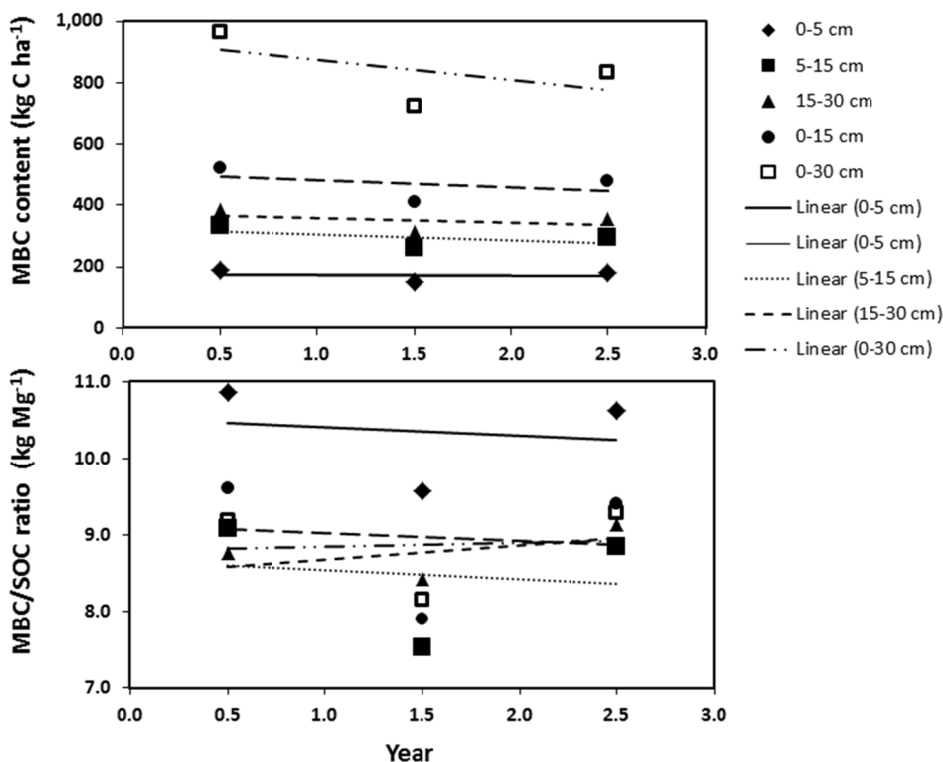 MBC content (kg C ha-1)
1,000
800
600
400
200
0
0.0 0.5 1.0 1.5 2.0 2.5 3.0
0-5 cm
5-15 cm
15-30 cm
0-15 cm
0-30 cm
Linear (0-5 cm)
Linear (0-5 cm)
Linear (5-15 cm)
Linear (15-30 cm)
Linear (0-30 cm)
MBC/SOC ratio (kg Mg-1)
11.0
10.0
9.0
8.0
7.0
0.0 0.5 1.0 1.5 2.0 2.5 3.0
Year